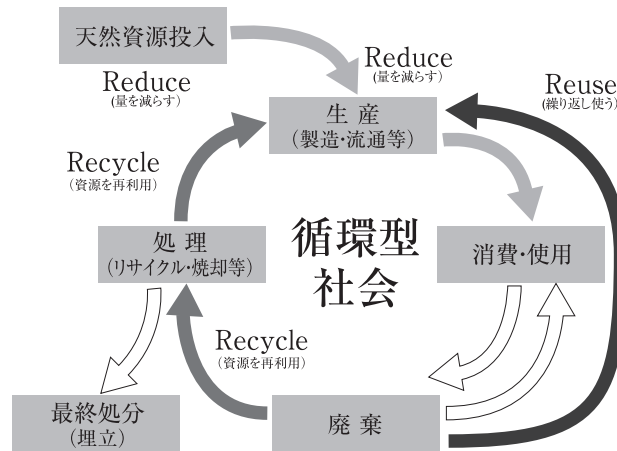 天然資源投入
Reduce
(量を減らす)
Reduce
(量を減らす)
Reuse
(繰り返し使う)
生産
(製造・流通等)
Recycle
(資源を再利用)
処理
(リサイクル・焼却等)
循環型
社会
消費・使用
Recycle
(資源を再利用)
最終処分
(埋立)
廃棄